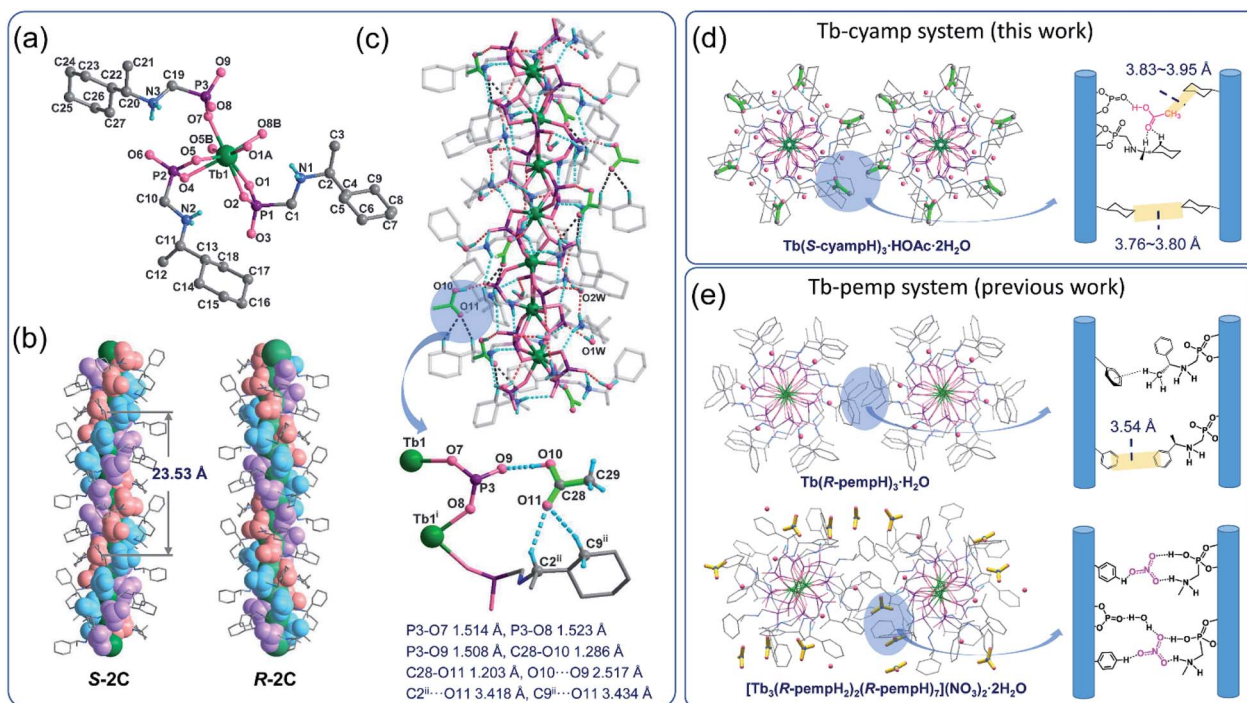 (a)
C24
C23
C21
C22
C19
O9
C25
C26
N3
P3
C20
C27
O8
O7
O8B
O5B
O6
O5
O1A
C3
P2
Tb1
N1
O4
O1
C2
C4
C9
C10
O2
C5
C8
N2
P1
C1
C6
C7
C11
C13
O3
C12
C18
C17
C14
C15
C16
(b)
23.53 Å
S-2C
R-2C
(c)
O10
O11
O2W
O1W
Tb1
O7
O9
O10
C29
P3
C28
O8
O11
Tb1ⁱ
C2ⁱⁱ
C9ⁱⁱ
P3-O7 1.514 Å, P3-O8 1.523 Å
P3-O9 1.508 Å, C28-O10 1.286 Å
C28-O11 1.203 Å, O10···O9 2.517 Å
C2ⁱⁱ···O11 3.418 Å, C9ⁱⁱ···O11 3.434 Å
(d)
Tb-cyamp system (this work)
3.83~3.95 Å
P=O
H
O
CH₃
O
O
P
H
H
HN
3.76~3.80 Å
Tb(S-cyampH)₃·HOAc·2H₂O
(e)
Tb-pemp system (previous work)
3.54 Å
Tb(R-pempH)₃·H₂O
[Tb₃(R-pempH₂)₂(R-pempH)₇](NO₃)₂·2H₂O